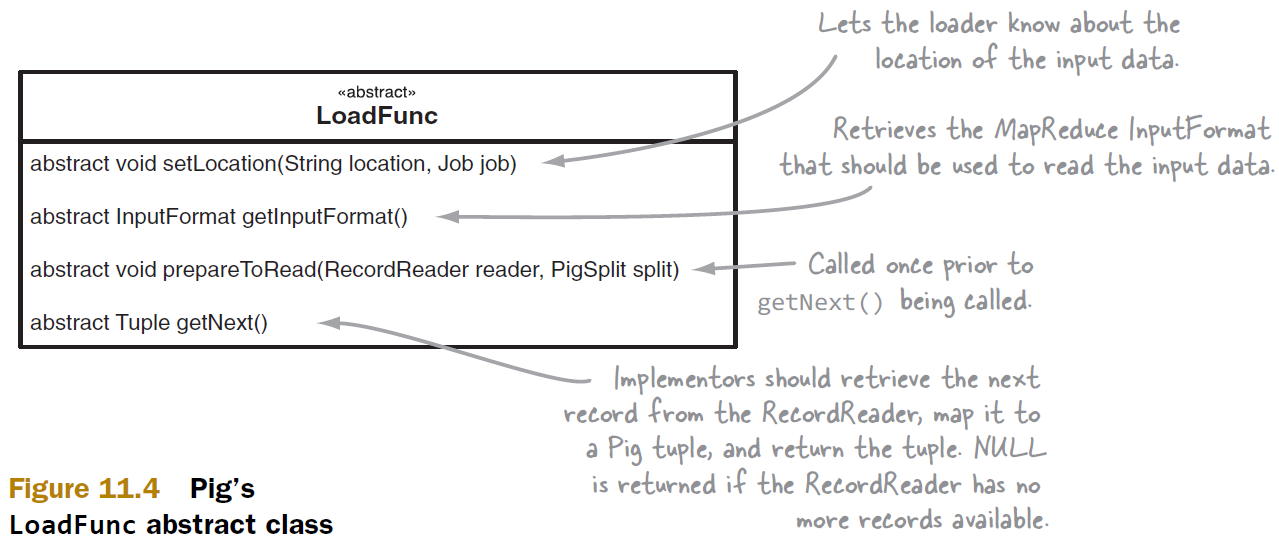 Lets the loader know about the
location of the input data.
«abstract»
LoadFunc
abstract void setLocation(String location, Job job)
Retrieves the MapReduce InputFormat
that should be used to read the input data.
abstract InputFormat getInputFormat()
abstract void prepareToRead(RecordReader reader, PigSplit split)
Called once prior to
getNext() being called.
abstract Tuple getNext()
Implementors should retrieve the next
record from the RecordReader, map it to
a Pig tuple, and return the tuple. NULL
is returned if the RecordReader has no
more records available.
Figure 11.4 Pig's
LoadFunc abstract class